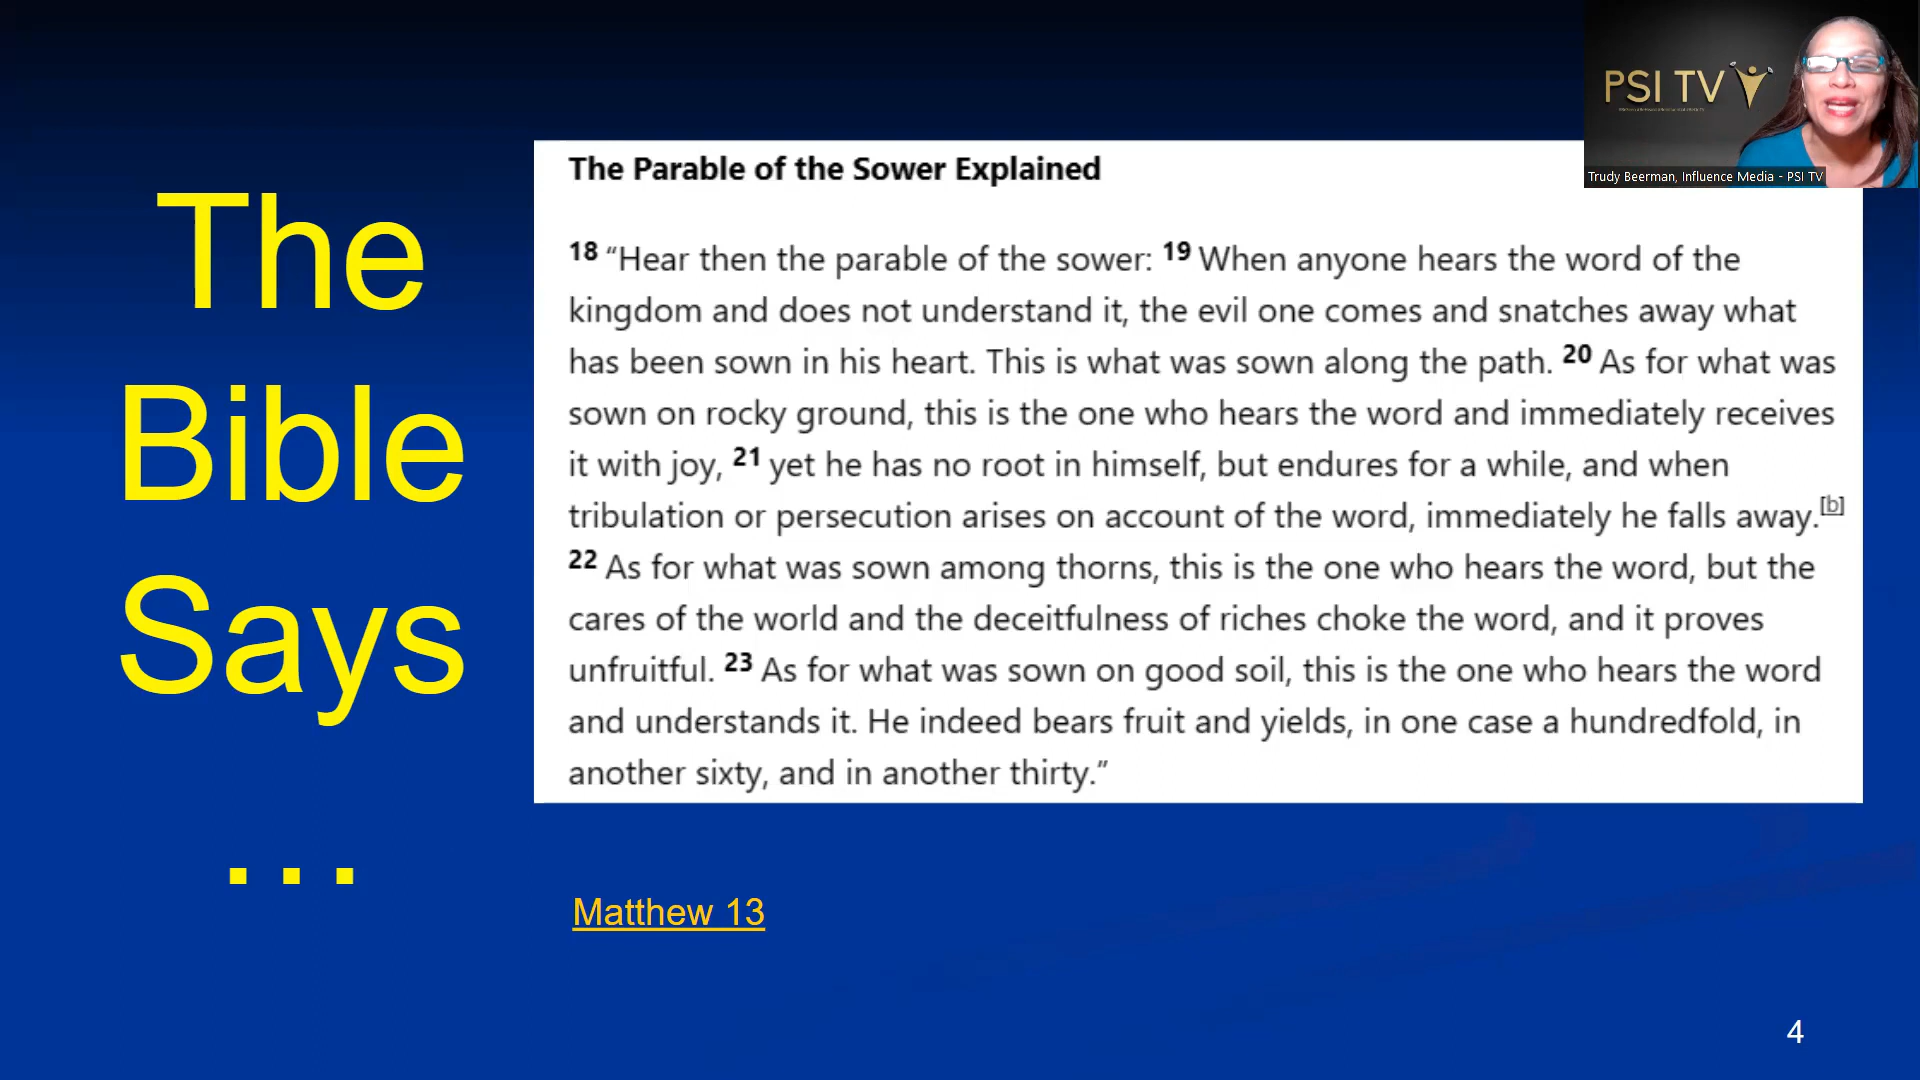 The
Bible
Says
...
The Parable of the Sower Explained
18 “Hear then the parable of the sower: 19 When anyone hears the word of the
kingdom and does not understand it, the evil one comes and snatches away what
has been sown in his heart. This is what was sown along the path. 20 As for what was
sown on rocky ground, this is the one who hears the word and immediately receives
it with joy, 21 yet he has no root in himself, but endures for a while, and when
tribulation or persecution arises on account of the word, immediately he falls away.[b]
22 As for what was sown among thorns, this is the one who hears the word, but the
cares of the world and the deceitfulness of riches choke the word, and it proves
unfruitful. 23 As for what was sown on good soil, this is the one who hears the word
and understands it. He indeed bears fruit and yields, in one case a hundredfold, in
another sixty, and in another thirty.”
Matthew 13
4
PSI TV
Trudy Beerman, Influence Media - PSI TV